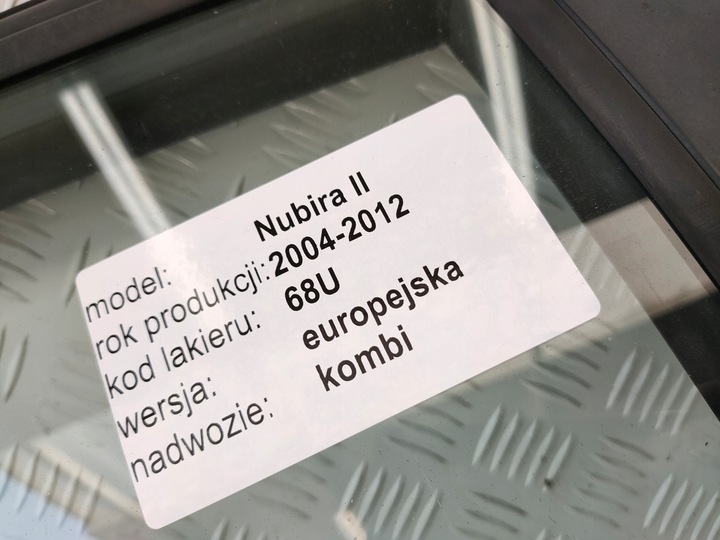 model: Nubira II
rok produkcji: 2004-2012
kod lakieru: 68U
wersja: europejska
nadwozie: kombi